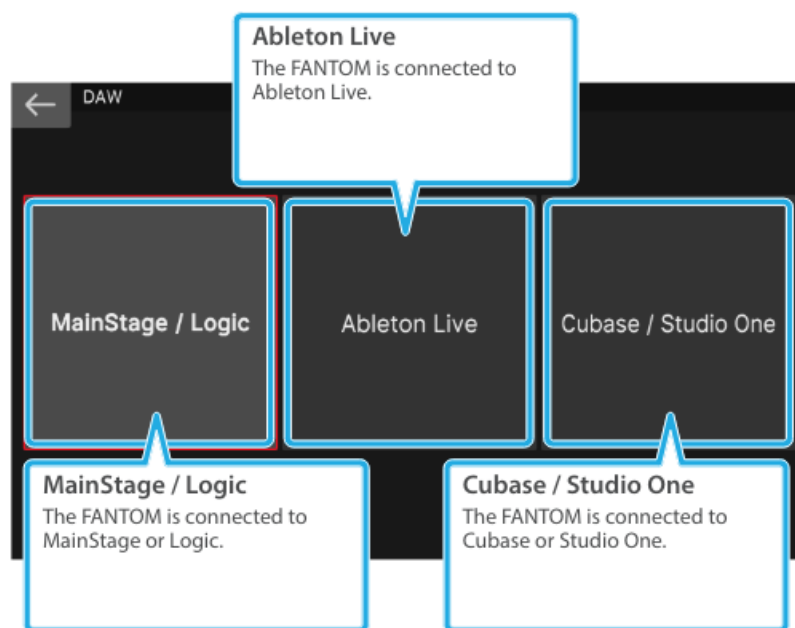 Ableton Live
The FANTOM is connected to
Ableton Live.
DAW
MainStage / Logic
Ableton Live
Cubase / Studio One
MainStage / Logic
The FANTOM is connected to
MainStage or Logic.
Cubase / Studio One
The FANTOM is connected to
Cubase or Studio One.